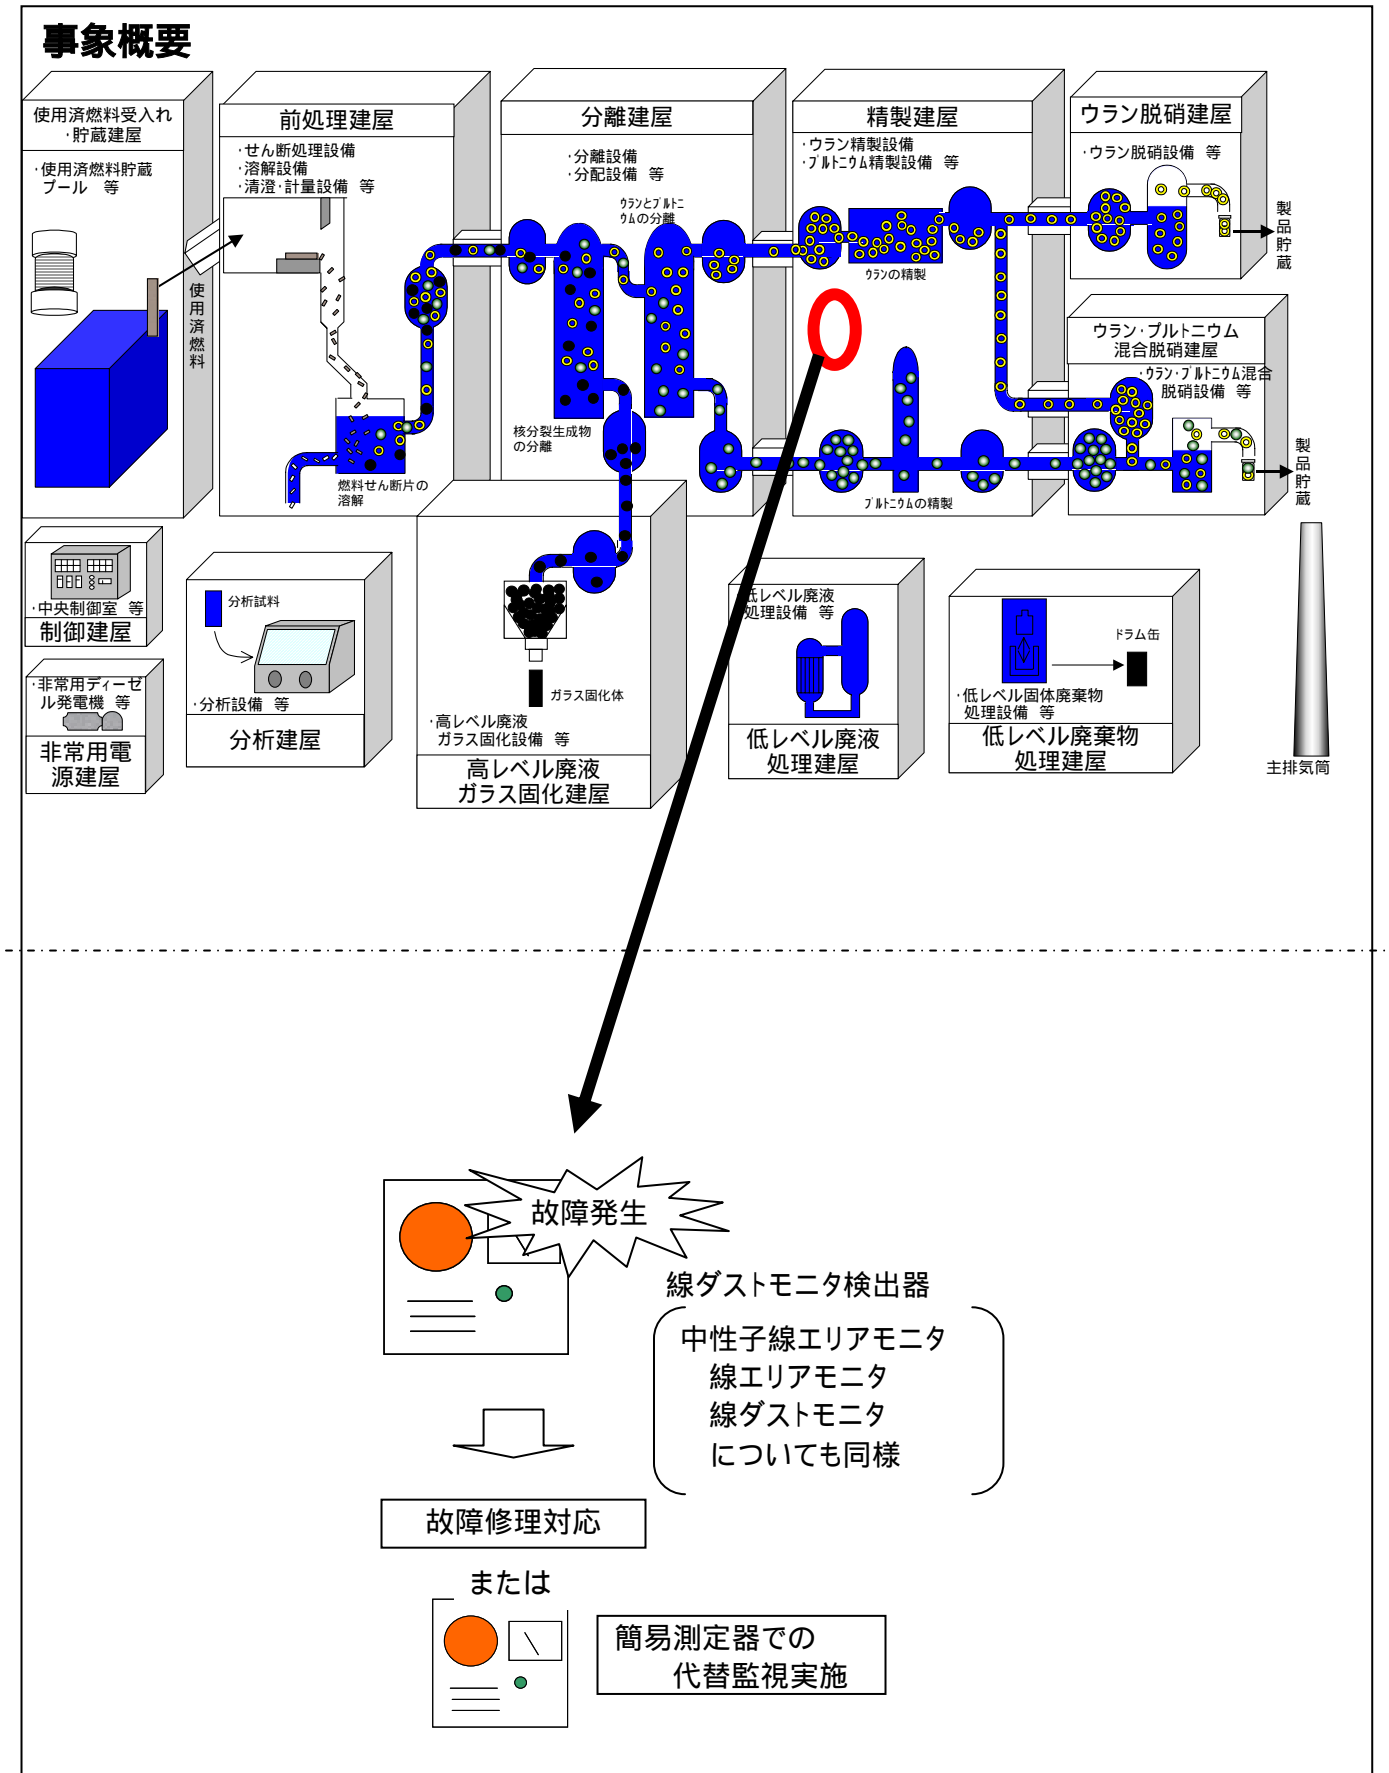 事象概要
使用済燃料受入れ
・貯蔵建屋
・使用済燃料貯蔵
プール 等
使用済燃料
前処理建屋
・せん断処理設備
・溶解設備
・清澄・計量設備 等
燃料せん断片の
溶解
分離建屋
・分離設備
・分配設備 等
ウランとプルトニ
ウムの分離
核分裂生成物
の分離
精製建屋
・ウラン精製設備
・プルトニウム精製設備 等
ウランの精製
プルトニウムの精製
ウラン脱硝建屋
・ウラン脱硝設備 等
製品貯蔵
ウラン・プルトニウム
混合脱硝建屋
・ウラン・プルトニウム混合
脱硝設備 等
製品貯蔵
・中央制御室 等
制御建屋
・非常用ディーゼ
ル発電機 等
非常用電
源建屋
分析試料
・分析設備 等
分析建屋
ガラス固化体
・高レベル廃液
ガラス固化設備 等
高レベル廃液
ガラス固化建屋
低レベル廃液
処理設備 等
低レベル廃液
処理建屋
ドラム缶
・低レベル固体廃棄物
処理設備 等
低レベル廃棄物
処理建屋
主排気筒
故障発生
線ダストモニタ検出器
中性子線エリアモニタ
線エリアモニタ
線ダストモニタ
についても同様
故障修理対応
または
簡易測定器での
代替監視実施